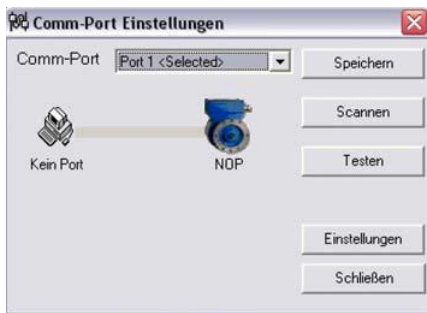 Comm-Port Einstellungen
Comm-Port
Port 1 <Selected>
Speichern
Scannen
Kein Port
NOP
Testen
Einstellungen
Schließen